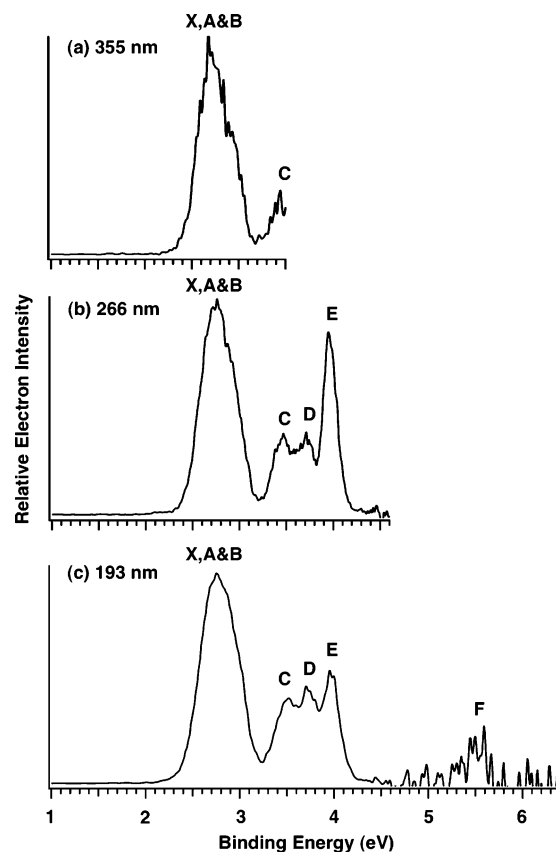 X,A&B
(a) 355 nm
C
X,A&B
(b) 266 nm
E
C
D
X,A&B
(c) 193 nm
E
C
D
F
Relative Electron Intensity
1 2 3 4 5 6
Binding Energy (eV)